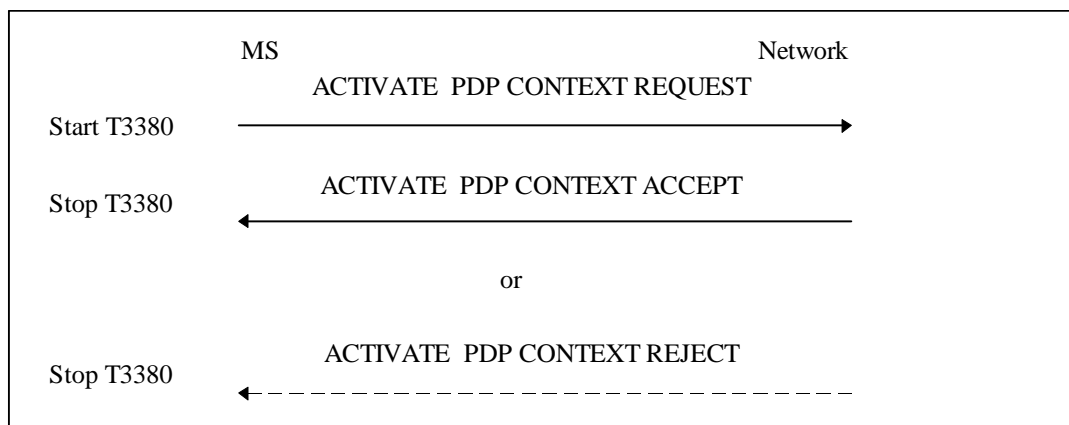 MS Network
ACTIVATE PDP CONTEXT REQUEST
Start T3380
ACTIVATE PDP CONTEXT ACCEPT
Stop T3380
or
ACTIVATE PDP CONTEXT REJECT
Stop T3380